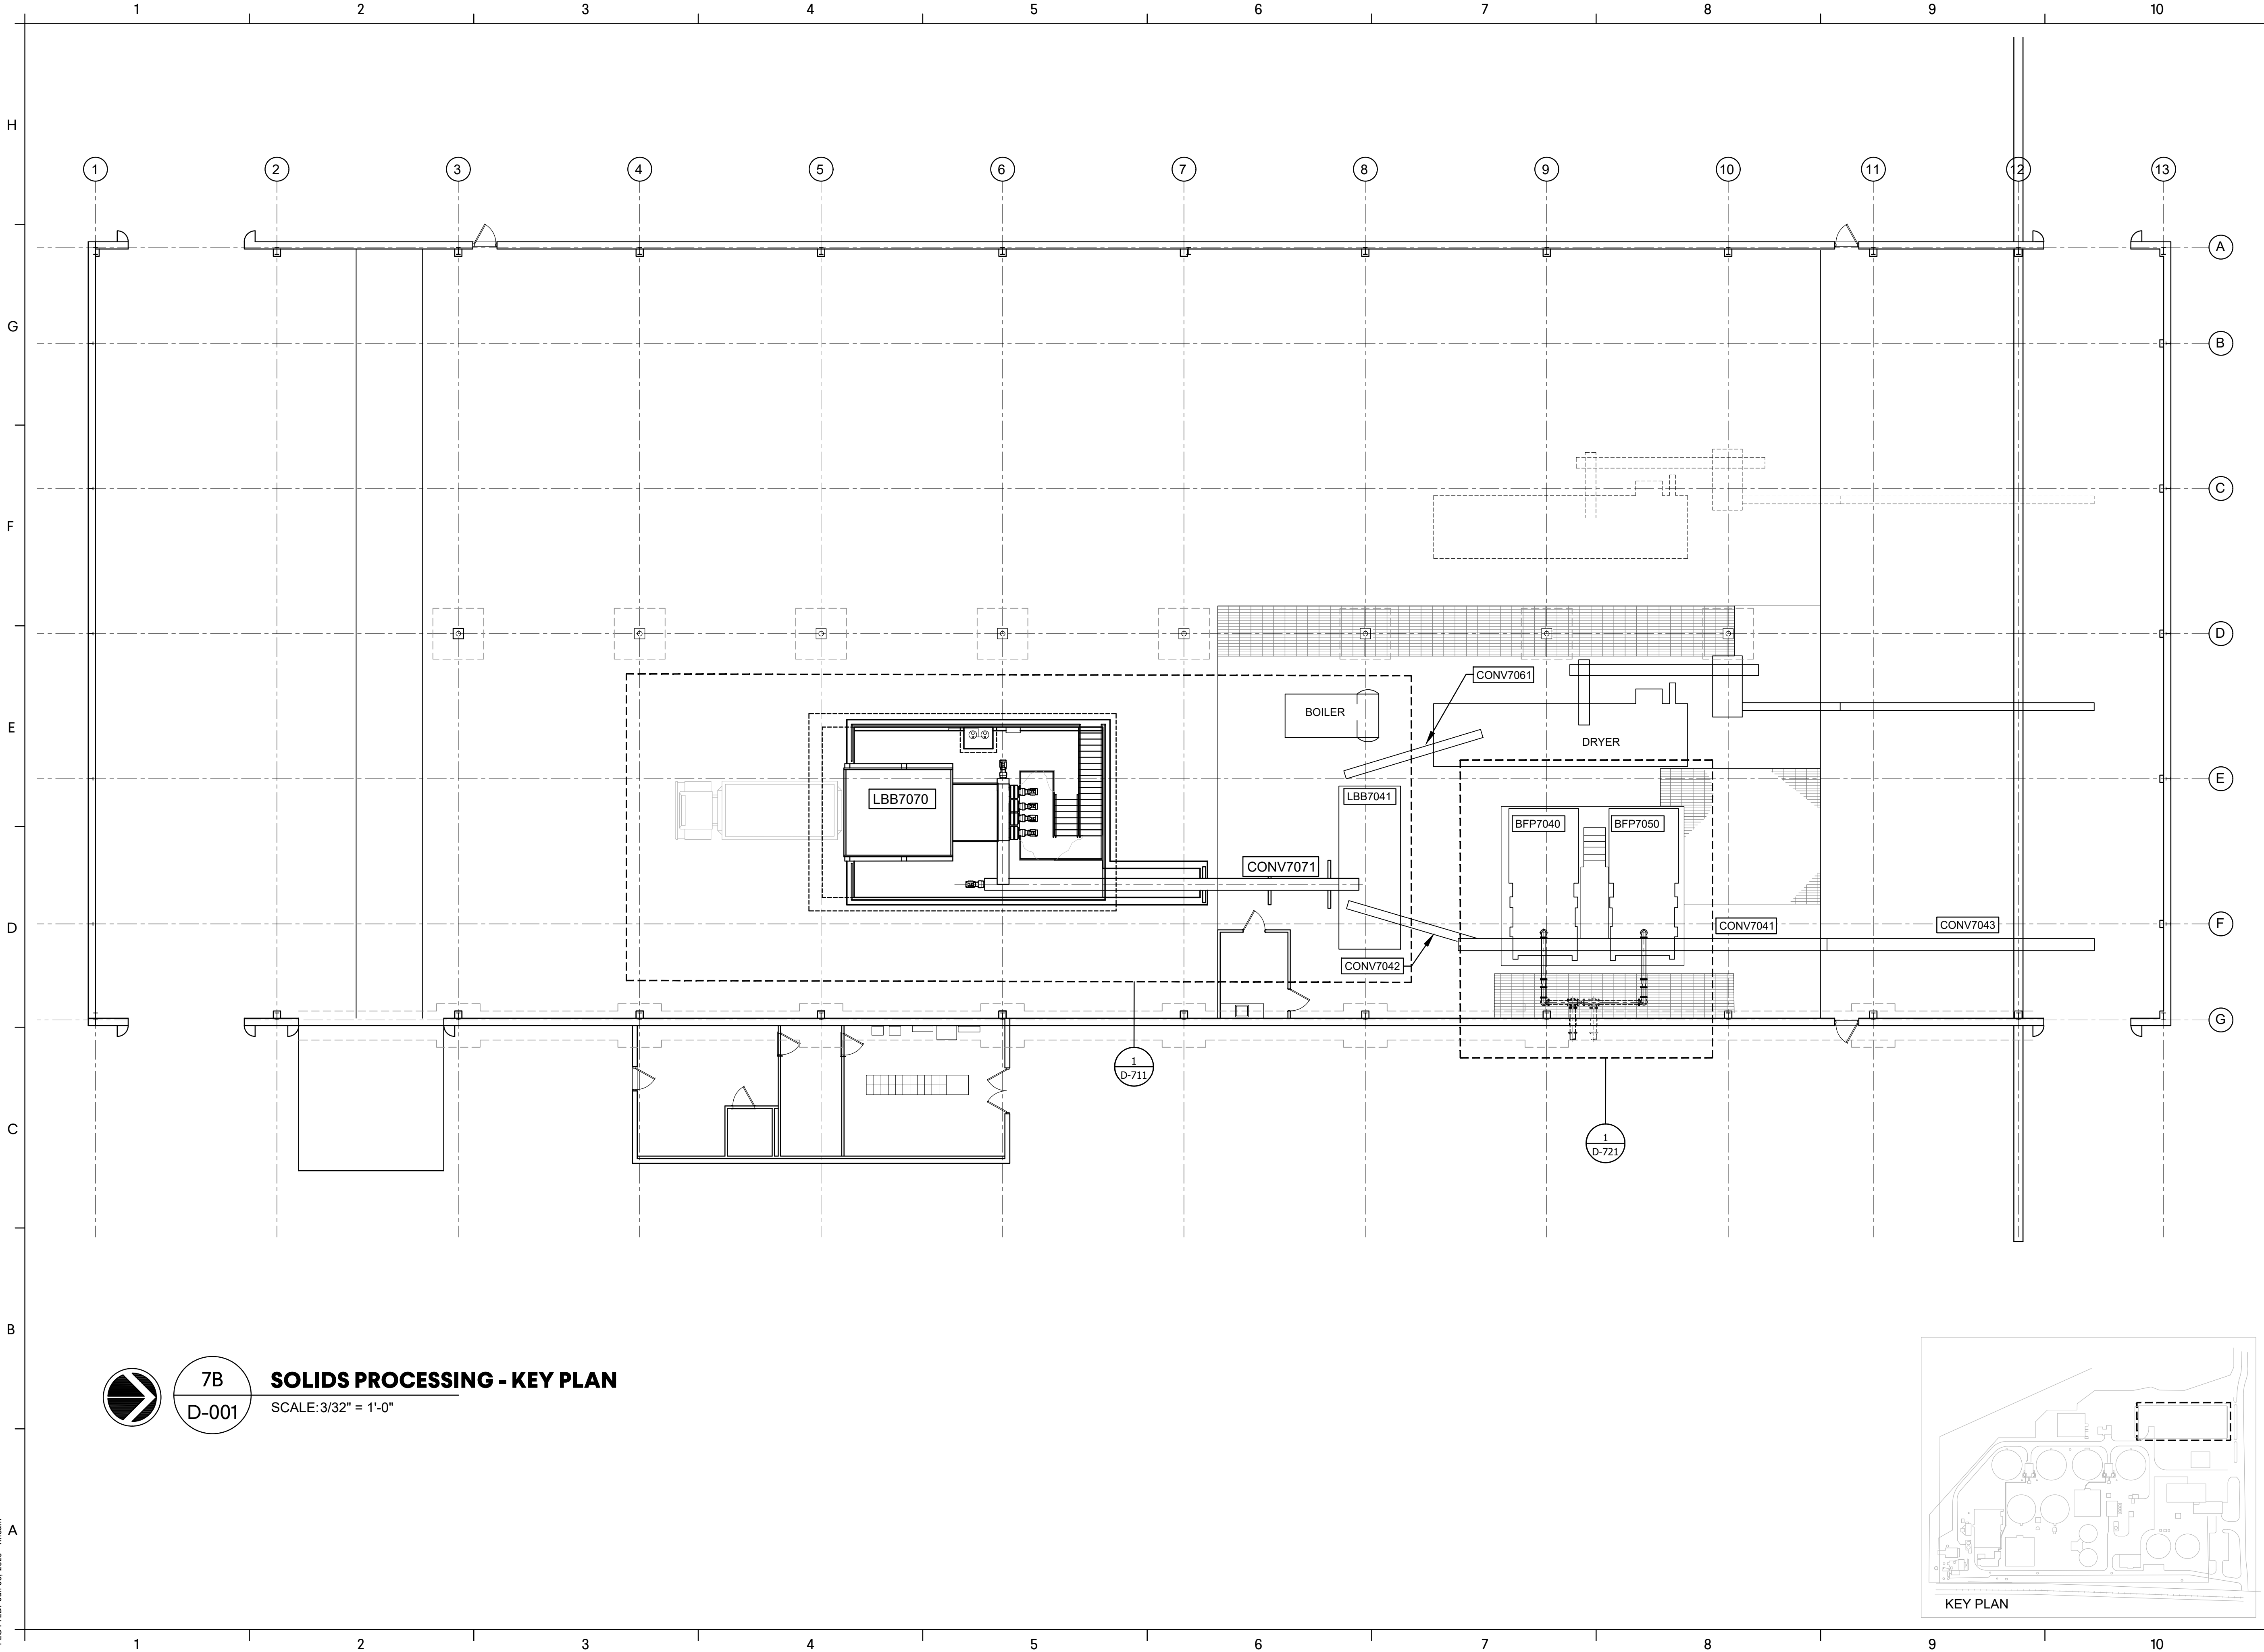 1 2 3 4 5 6 7 8 9 10
H
1 2 3 4 5 6 7 8 9 10 11 12 13
A
G
B
C
F
D
CONV7061
E
BOILER
DRYER
E
LBB7070
LBB7041
BFP7040
BFP7050
CONV7071
D
CONV7041
CONV7043
F
CONV7042
G
1
D-711
C
1
D-721
B
7B
D-001
SOLIDS PROCESSING - KEY PLAN
SCALE: 3/32" = 1'-0"
A
KEY PLAN
1 2 3 4 5 6 7 8 9 10